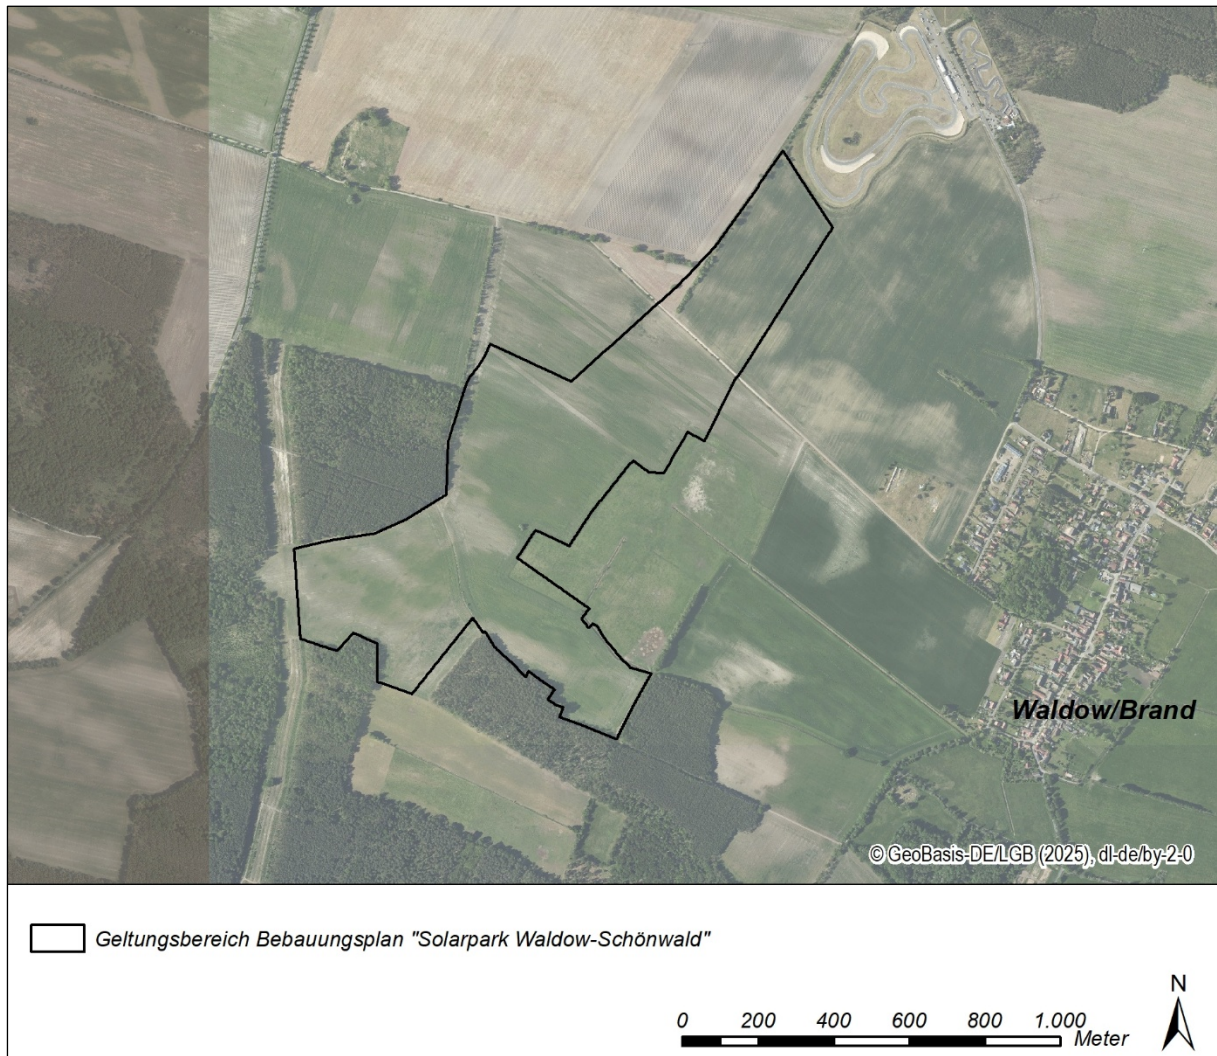 Waldow/Brand
© GeoBasis-DE/LGB (2025), dl-de/by-2-0
Geltungsbereich Bebauungsplan "Solarpark Waldow-Schönwald"
N
0 200 400 600 800 1.000
Meter